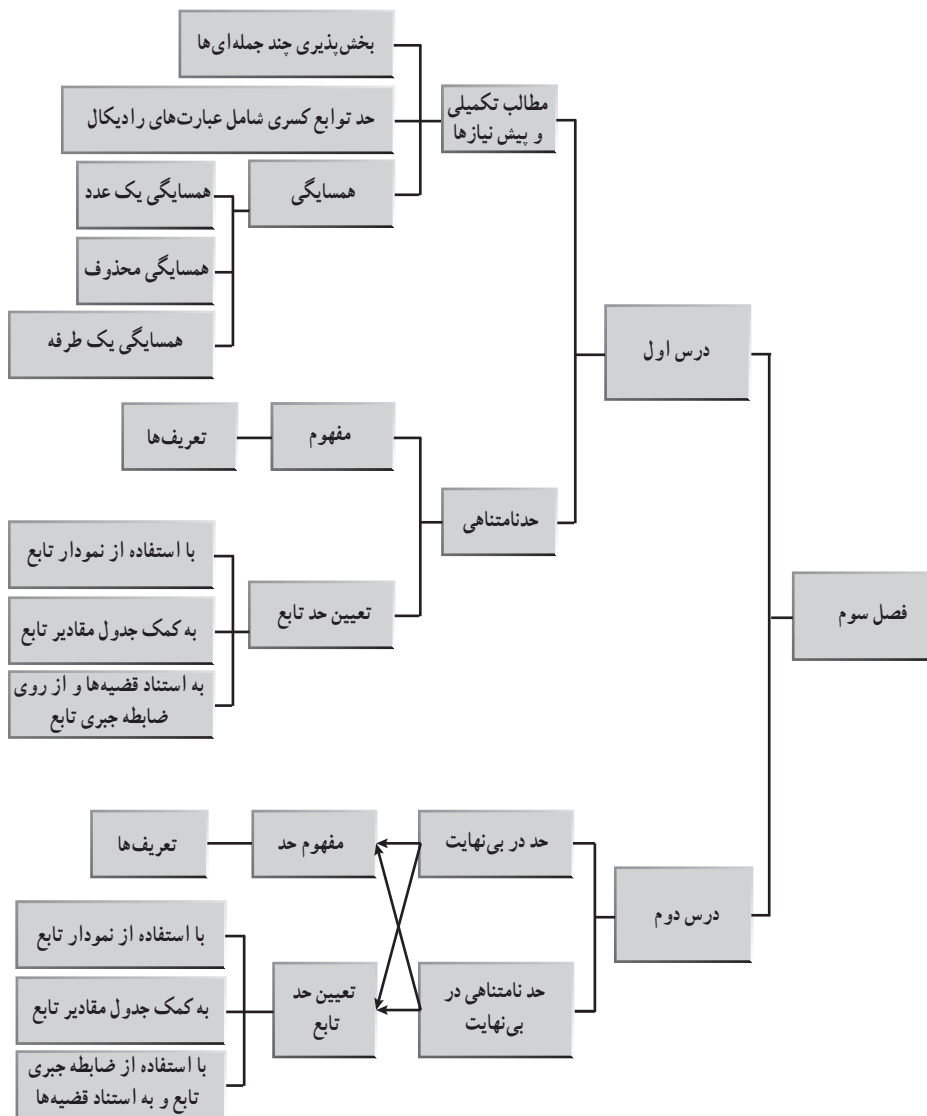 فصل سوم
درس اول
مطالب تکمیلی
و پیش نیازها
بخش‌پذیری چند جمله‌ای‌ها
حد توابع کسری شامل عبارت‌های رادیکال
همسایگی
همسایگی یک عدد
همسایگی محذوف
همسایگی یک طرفه
حدنامتناهی
مفهوم
تعریف‌ها
تعیین حد تابع
با استفاده از نمودار تابع
به کمک جدول مقادیر تابع
به استناد قضیه‌ها و از روی
ضابطه جبری تابع
درس دوم
حد در بی‌نهایت
حد نامتناهی در
بی‌نهایت
مفهوم حد
تعریف‌ها
تعیین حد
تابع
با استفاده از نمودار تابع
به کمک جدول مقادیر تابع
با استفاده از ضابطه جبری
تابع و به استناد قضیه‌ها